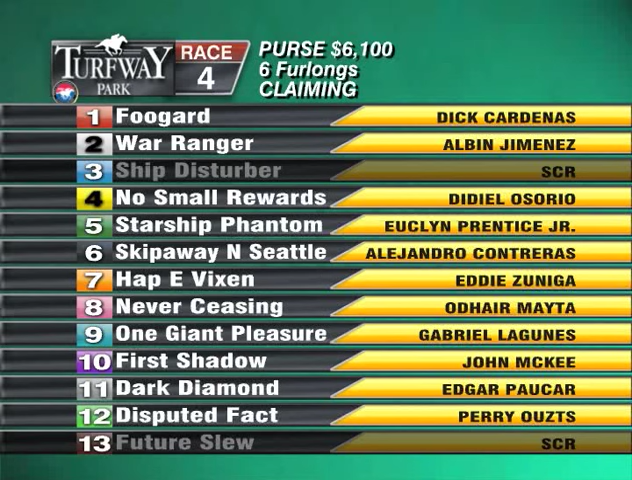 TURFWAY
PARK
RACE
4
PURSE $6,100
6 Furlongs
CLAIMING
1 Foogard DICK CARDENAS
2 War Ranger ALBIN JIMENEZ
3 Ship Disturber SCR
4 No Small Rewards DIDIEL OSORIO
5 Starship Phantom EUCLYN PRENTICE JR.
6 Skipaway N Seattle ALEJANDRO CONTRERAS
7 Hap E Vixen EDDIE ZUNIGA
8 Never Ceasing ODHAIR MAYTA
9 One Giant Pleasure GABRIEL LAGUNES
10 First Shadow JOHN MCKEE
11 Dark Diamond EDGAR PAUCAR
12 Disputed Fact PERRY OUZTS
13 Future Slew SCR